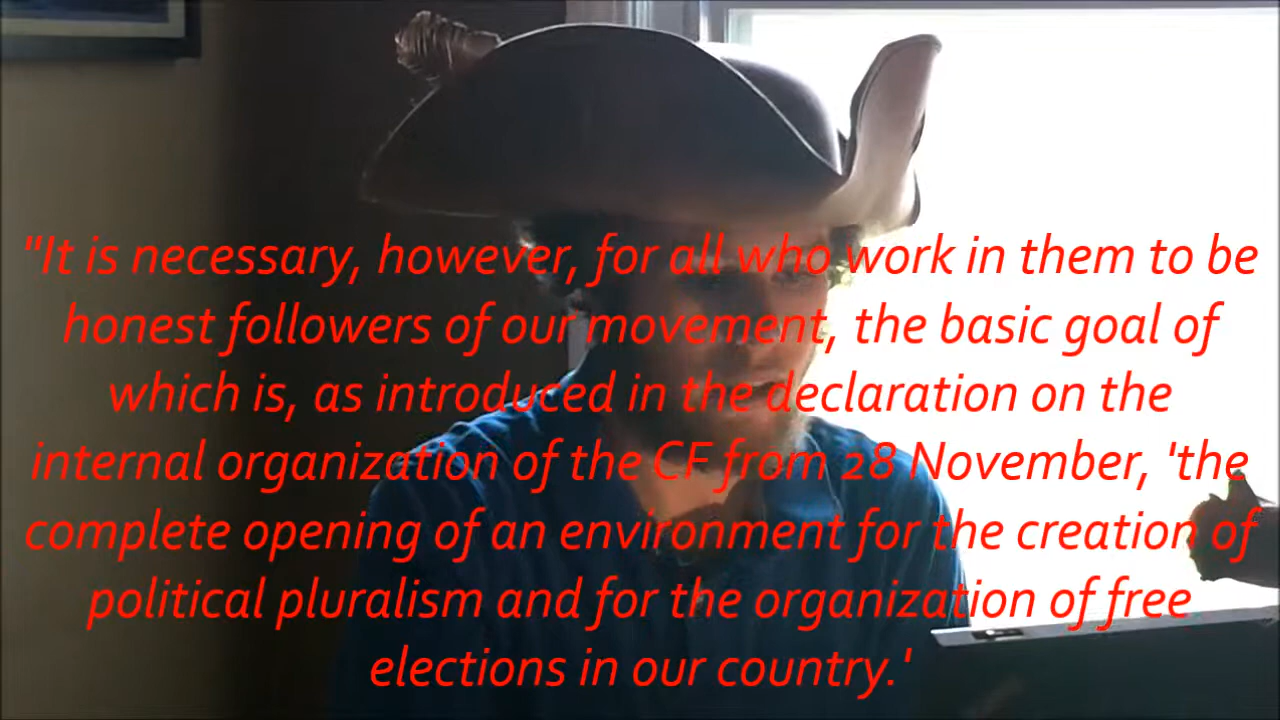 "It is necessary, however, for all who work in them to be
honest followers of our movement, the basic goal of
which is, as introduced in the declaration on the
internal organization of the CF from 28 November, 'the
complete opening of an environment for the creation of
political pluralism and for the organization of free
elections in our country.'